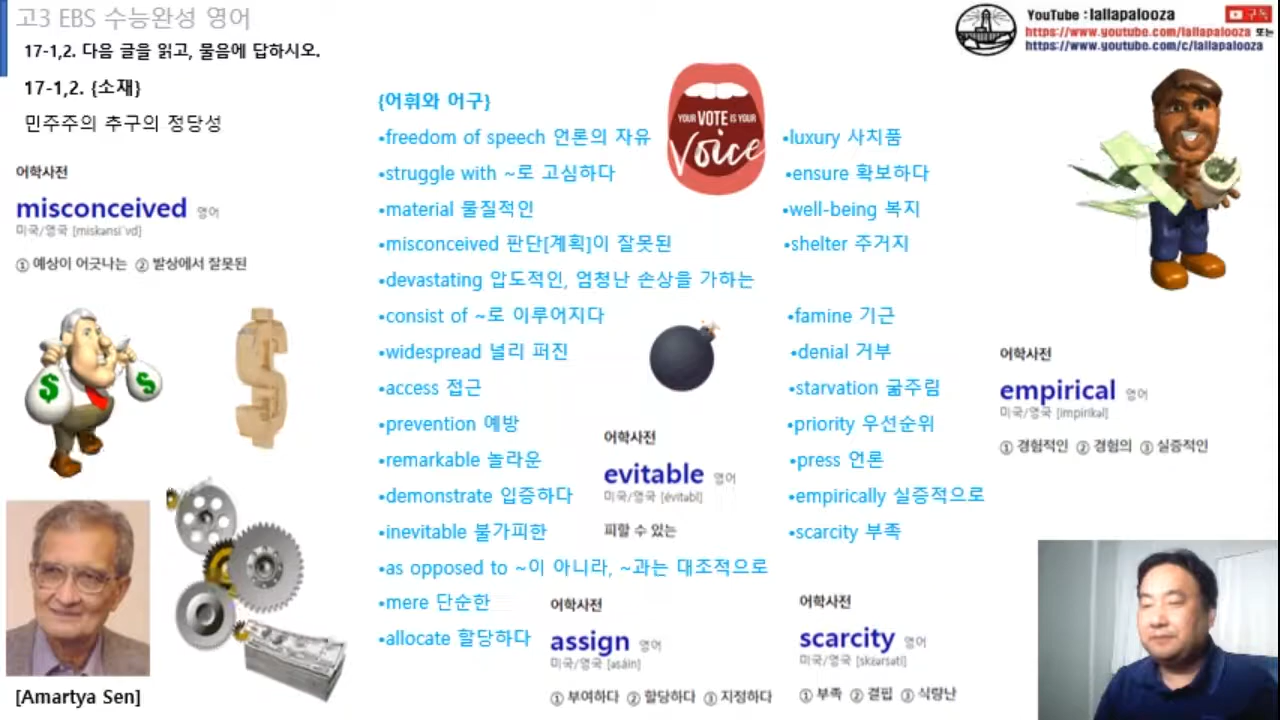 고3 EBS 수능완성 영어
17-1,2. 다음 글을 읽고, 물음에 답하시오.
17-1,2. {소재}
민주주의 추구의 정당성
어학사전
misconceived 영어
미국/영국 [mìskənsíˈvd]
① 예상이 어긋나는 ② 발상에서 잘못된
[Amartya Sen]
{어휘와 어구}
•freedom of speech 언론의 자유
•struggle with ~로 고심하다
•material 물질적인
•misconceived 판단[계획]이 잘못된
•devastating 압도적인, 엄청난 손상을 가하는
•consist of ~로 이루어지다
•widespread 널리 퍼진
•access 접근
•prevention 예방
•remarkable 놀라운
•demonstrate 입증하다
•inevitable 불가피한
•as opposed to ~이 아니라, ~과는 대조적으로
•mere 단순한
•allocate 할당하다
YOUR VOTE IS YOUR
Voice
어학사전
evitable 영어
미국/영국 [évitəbl]
피할 수 있는
어학사전
assign 영어
미국/영국 [əsáin]
① 부여하다 ② 할당하다 ③ 지정하다
•luxury 사치품
•ensure 확보하다
•well-being 복지
•shelter 주거지
•famine 기근
•denial 거부
•starvation 굶주림
•priority 우선순위
•press 언론
•empirically 실증적으로
•scarcity 부족
어학사전
scarcity 영어
미국/영국 [skɛ́ərsəti]
① 부족 ② 결핍 ③ 식량난
YouTube : lallapalooza
구독
https://www.youtube.com/lallapalooza 또는
https://www.youtube.com/c/lallapalooza
어학사전
empirical 영어
미국/영국 [impírikəl]
① 경험적인 ② 경험의 ③ 실증적인
$
$